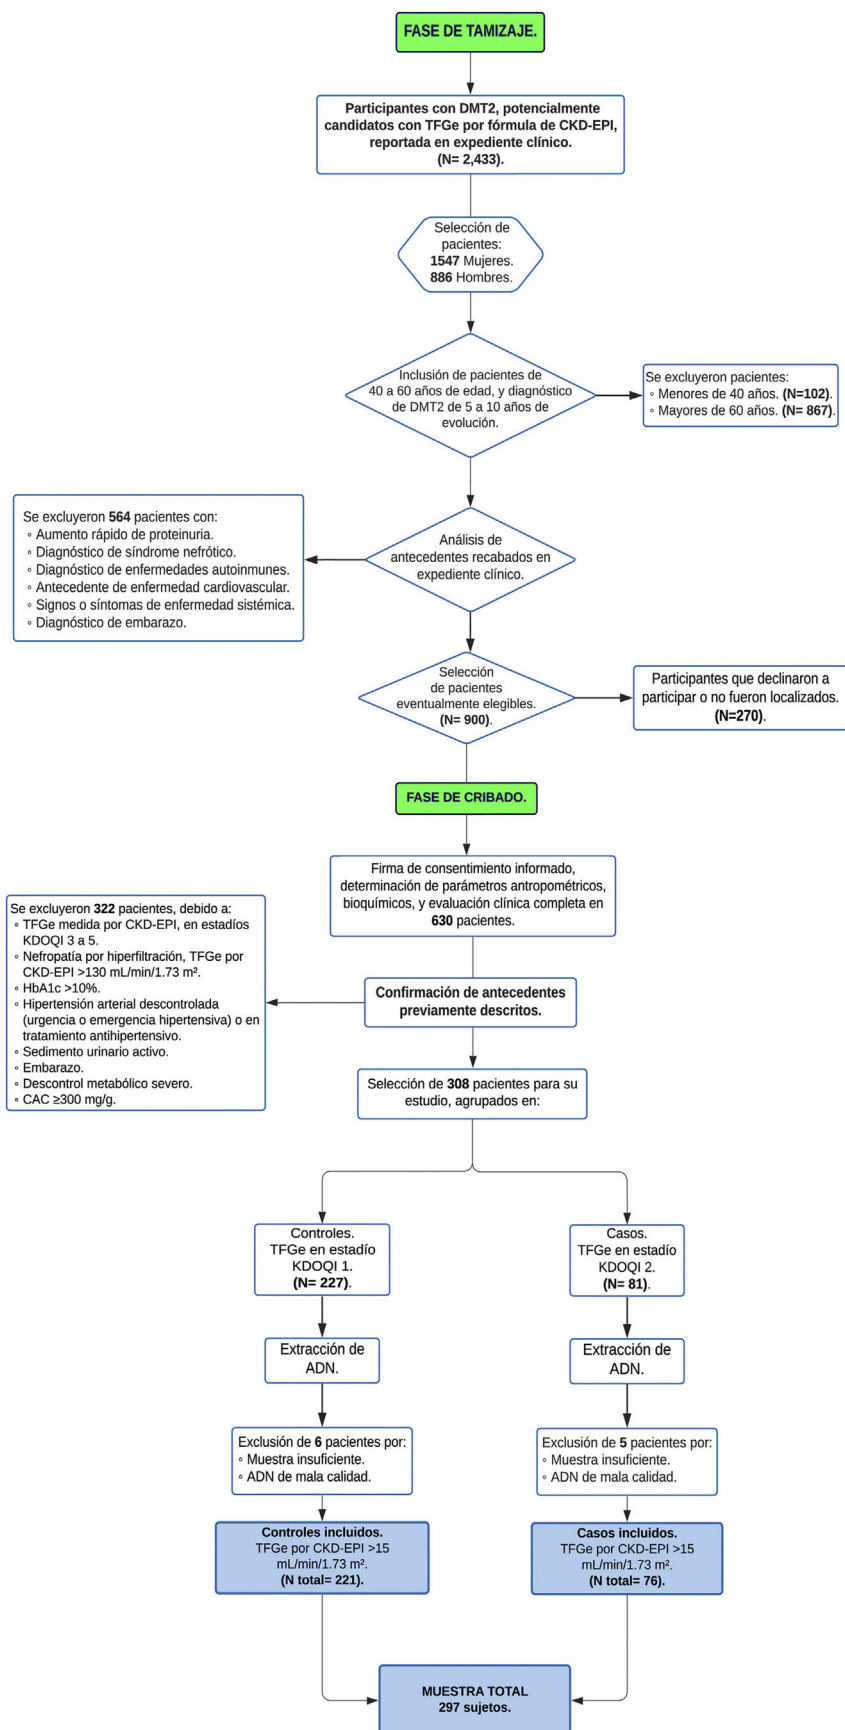 FASE DE TAMIZAJE.
Participantes con DMT2, potencialmente
candidatos con TFGe por fórmula de CKD-EPI,
reportada en expediente clínico.
(N= 2,433).
Selección de
pacientes:
1547 Mujeres.
886 Hombres.
Inclusión de pacientes de
40 a 60 años de edad, y diagnóstico
de DMT2 de 5 a 10 años de
evolución.
Se excluyeron pacientes:
◦ Menores de 40 años. (N=102).
◦ Mayores de 60 años. (N= 867).
Análisis de
antecedentes recabados en
expediente clínico.
Se excluyeron 564 pacientes con:
◦ Aumento rápido de proteinuria.
◦ Diagnóstico de síndrome nefrótico.
◦ Diagnóstico de enfermedades autoinmunes.
◦ Antecedente de enfermedad cardiovascular.
◦ Signos o síntomas de enfermedad sistémica.
◦ Diagnóstico de embarazo.
Selección
de pacientes
eventualmente elegibles.
(N= 900).
Participantes que declinaron a
participar o no fueron localizados.
(N=270).
FASE DE CRIBADO.
Firma de consentimiento informado,
determinación de parámetros antropométricos,
bioquímicos, y evaluación clínica completa en
630 pacientes.
Se excluyeron 322 pacientes, debido a:
◦ TFGe medida por CKD-EPI, en estadíos
KDOQI 3 a 5.
◦ Nefropatía por hiperfiltración, TFGe por
CKD-EPI >130 mL/min/1.73 m².
◦ HbA1c >10%.
◦ Hipertensión arterial descontrolada
(urgencia o emergencia hipertensiva) o en
tratamiento antihipertensivo.
◦ Sedimento urinario activo.
◦ Embarazo.
◦ Descontrol metabólico severo.
◦ CAC ≥300 mg/g.
Confirmación de antecedentes
previamente descritos.
Selección de 308 pacientes para su
estudio, agrupados en:
Controles.
TFGe en estadío
KDOQI 1.
(N= 227).
Casos.
TFGe en estadío
KDOQI 2.
(N= 81).
Extracción de
ADN.
Extracción de
ADN.
Exclusión de 6 pacientes por:
◦ Muestra insuficiente.
◦ ADN de mala calidad.
Exclusión de 5 pacientes por:
◦ Muestra insuficiente.
◦ ADN de mala calidad.
Controles incluidos.
TFGe por CKD-EPI >15
mL/min/1.73 m².
(N total= 221).
Casos incluidos.
TFGe por CKD-EPI >15
mL/min/1.73 m².
(N total= 76).
MUESTRA TOTAL
297 sujetos.